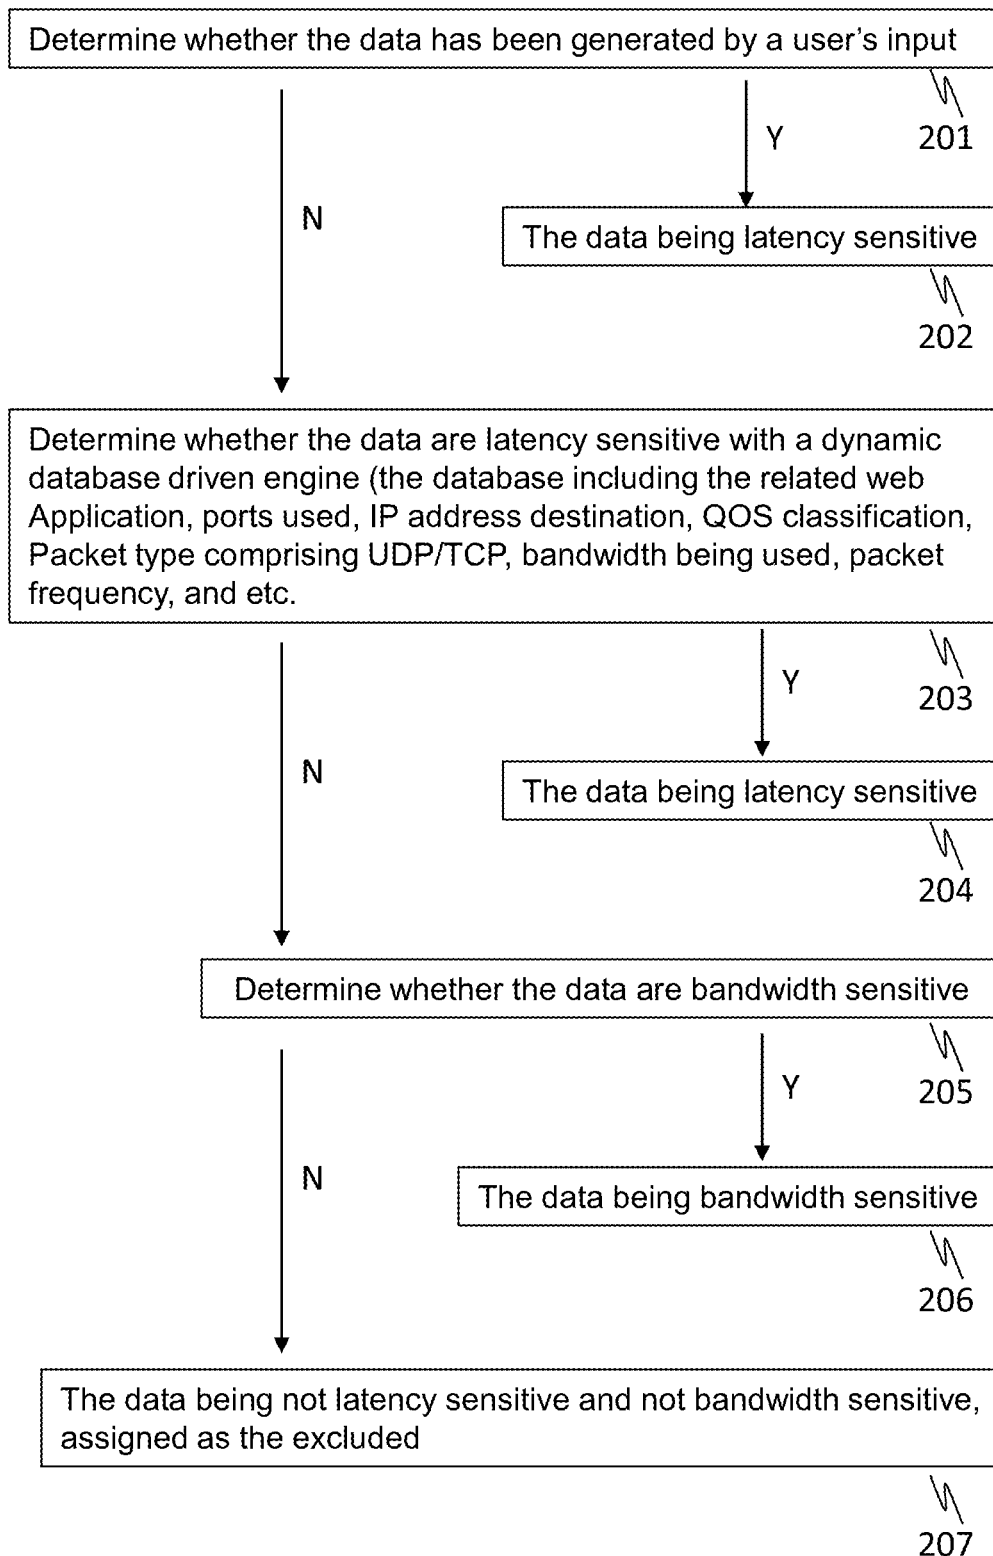 Determine whether the data has been generated by a user's input
201
Y
N
The data being latency sensitive
202
Determine whether the data are latency sensitive with a dynamic
database driven engine (the database including the related web
Application, ports used, IP address destination, QOS classification,
Packet type comprising UDP/TCP, bandwidth being used, packet
frequency, and etc.
203
Y
N
The data being latency sensitive
204
Determine whether the data are bandwidth sensitive
205
Y
N
The data being bandwidth sensitive
206
The data being not latency sensitive and not bandwidth sensitive,
assigned as the excluded
207